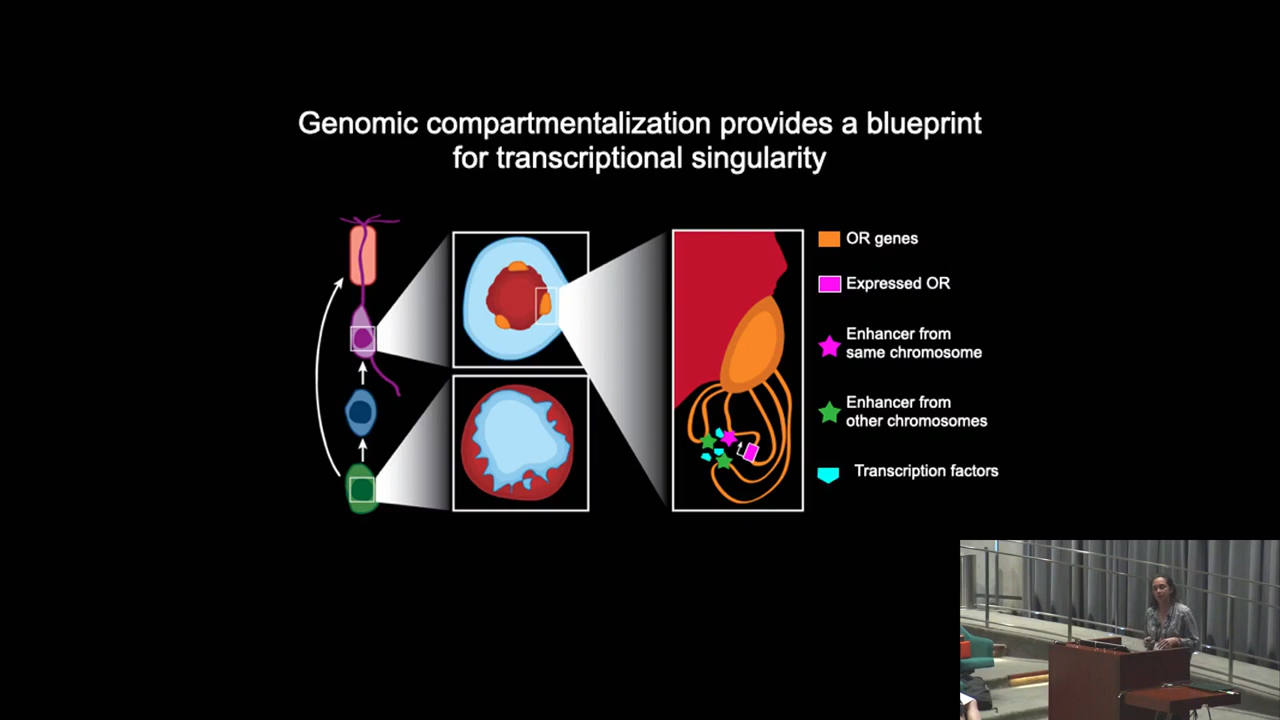 Genomic compartmentalization provides a blueprint
for transcriptional singularity
OR genes
Expressed OR
Enhancer from
same chromosome
Enhancer from
other chromosomes
Transcription factors